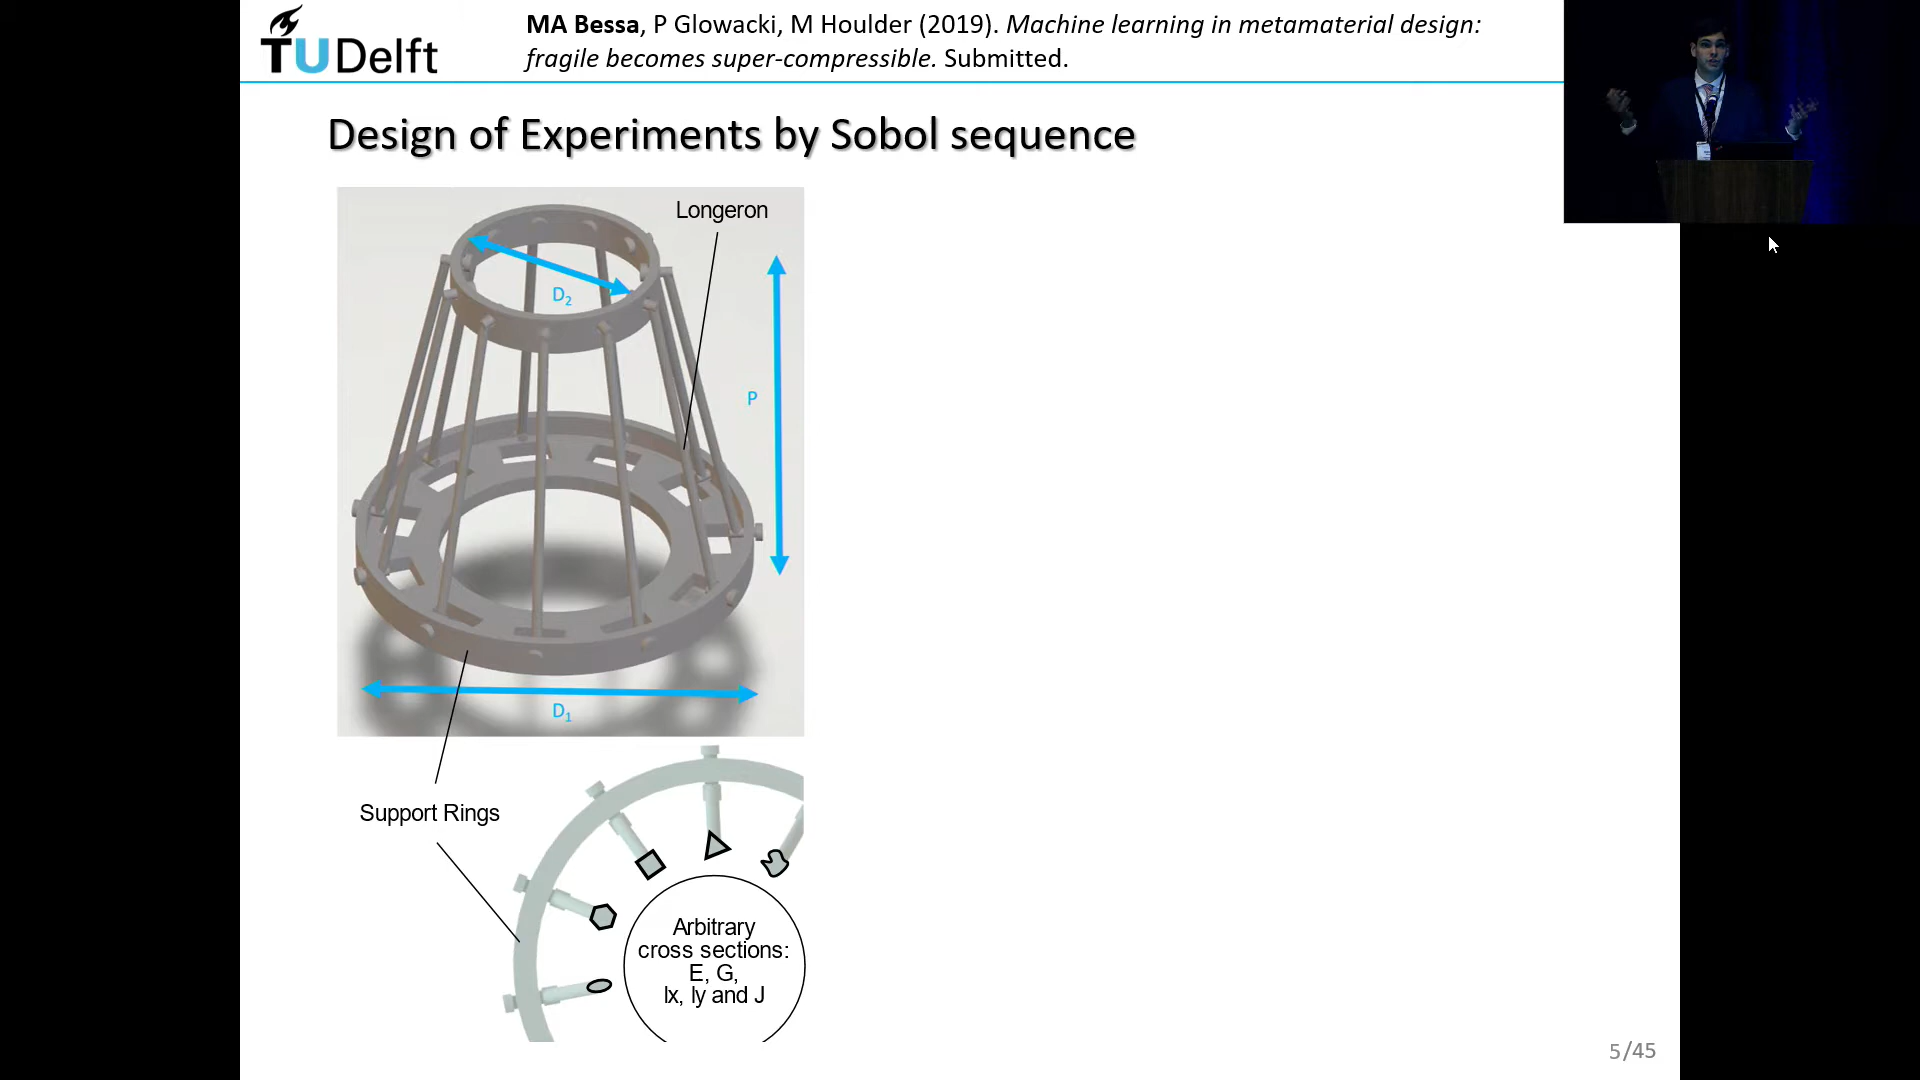 TUDelft
MA Bessa, P Glowacki, M Houlder (2019). Machine learning in metamaterial design:
fragile becomes super-compressible. Submitted.
Design of Experiments by Sobol sequence
Longeron
D₂
P
D₁
Support Rings
Arbitrary
cross sections:
E, G,
Ix, Iy and J
5/45